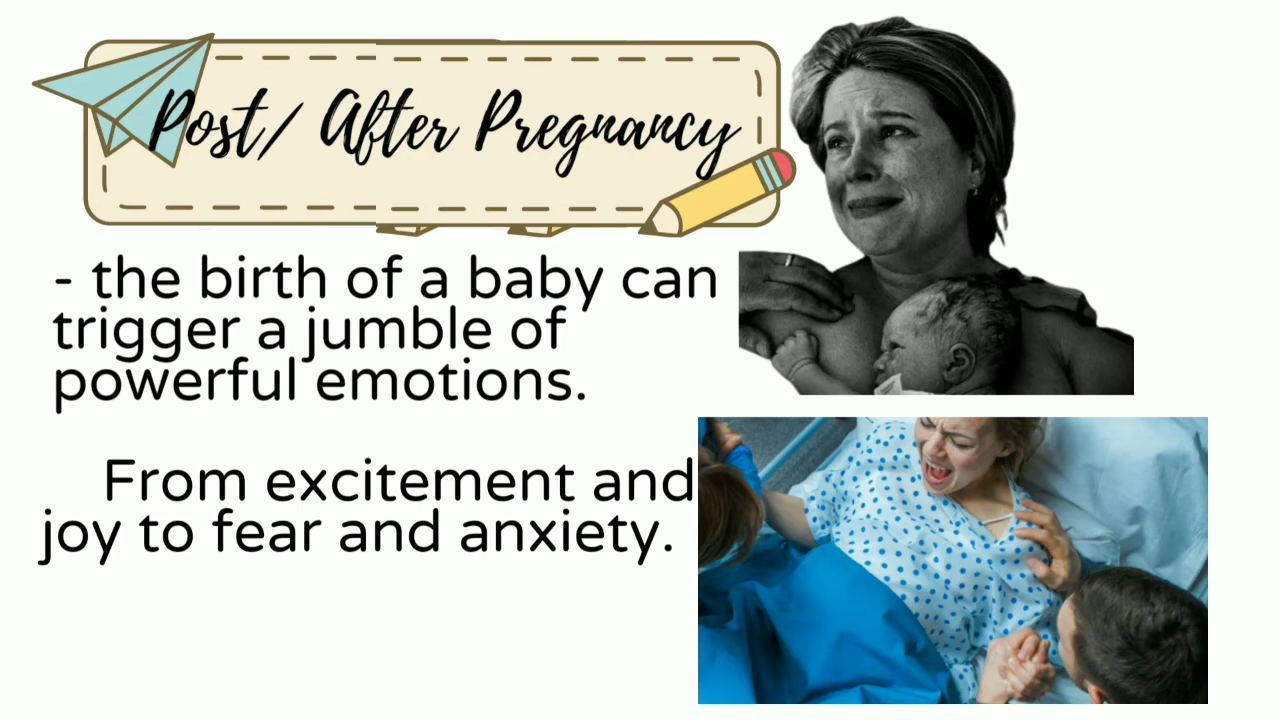 Post/ After Pregnancy
- the birth of a baby can
trigger a jumble of
powerful emotions.
From excitement and
joy to fear and anxiety.